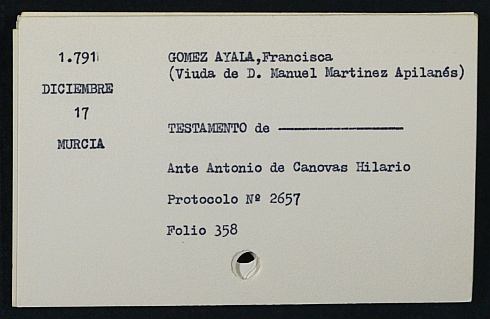 1.791
GOMEZ AYALA,Francisca
(Viuda de D. Manuel Martinez Apilanés)
DICIEMBRE
17
MURCIA
TESTAMENTO de ———————
Ante Antonio de Canovas Hilario
Protocolo Nº 2657
Folio 358